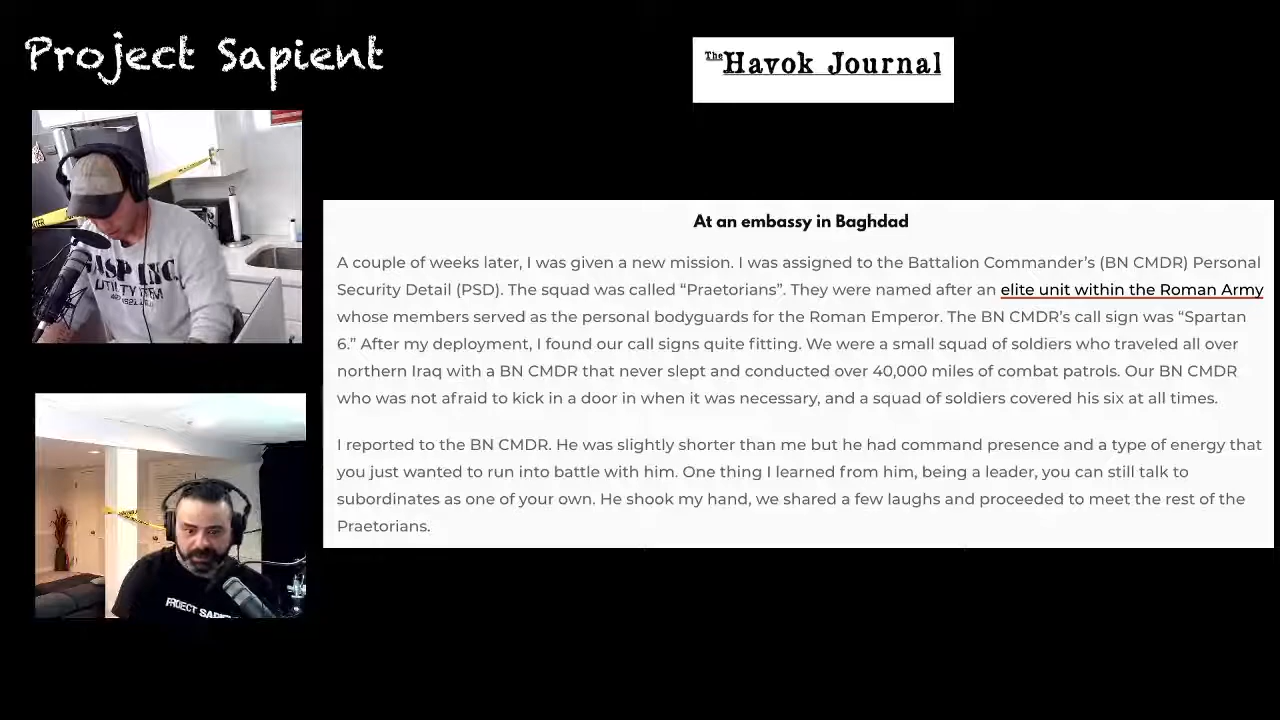 Project Sapient
The Havok Journal
At an embassy in Baghdad
A couple of weeks later, I was given a new mission. I was assigned to the Battalion Commander's (BN CMDR) Personal
Security Detail (PSD). The squad was called “Praetorians”. They were named after an elite unit within the Roman Army
whose members served as the personal bodyguards for the Roman Emperor. The BN CMDR's call sign was “Spartan
6.” After my deployment, I found our call signs quite fitting. We were a small squad of soldiers who traveled all over
northern Iraq with a BN CMDR that never slept and conducted over 40,000 miles of combat patrols. Our BN CMDR
who was not afraid to kick in a door in when it was necessary, and a squad of soldiers covered his six at all times.
I reported to the BN CMDR. He was slightly shorter than me but he had command presence and a type of energy that
you just wanted to run into battle with him. One thing I learned from him, being a leader, you can still talk to
subordinates as one of your own. He shook my hand, we shared a few laughs and proceeded to meet the rest of the
Praetorians.
INC.
UTILITY
PROJECT